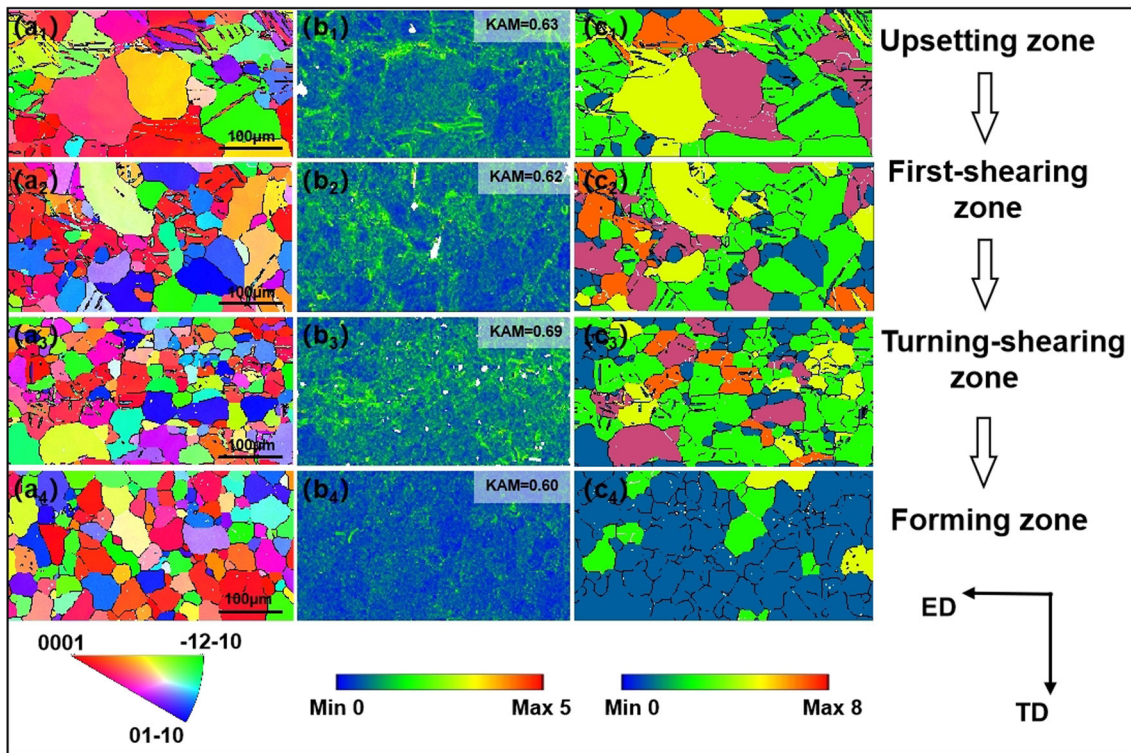 (a1)
(b1)
KAM=0.63
(c1)
Upsetting zone
100μm
(a2)
(b2)
KAM=0.62
(c2)
First-shearing
zone
100μm
(a3)
(b3)
KAM=0.69
(c3)
Turning-shearing
zone
100μm
(a4)
(b4)
KAM=0.60
(c4)
Forming zone
100μm
ED
TD
0001
-12-10
01-10
Min 0
Max 5
Min 0
Max 8